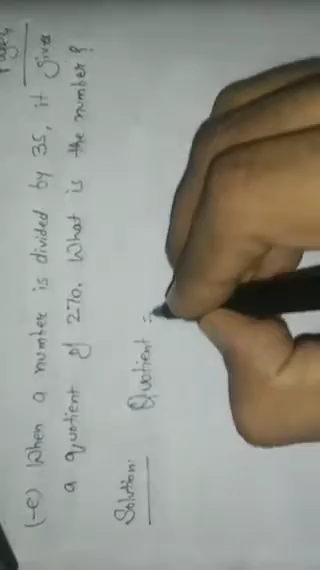 (-e) When a number is divided by 35, it gives
a quotient of 270. What is the number?
Solution: Quotient =